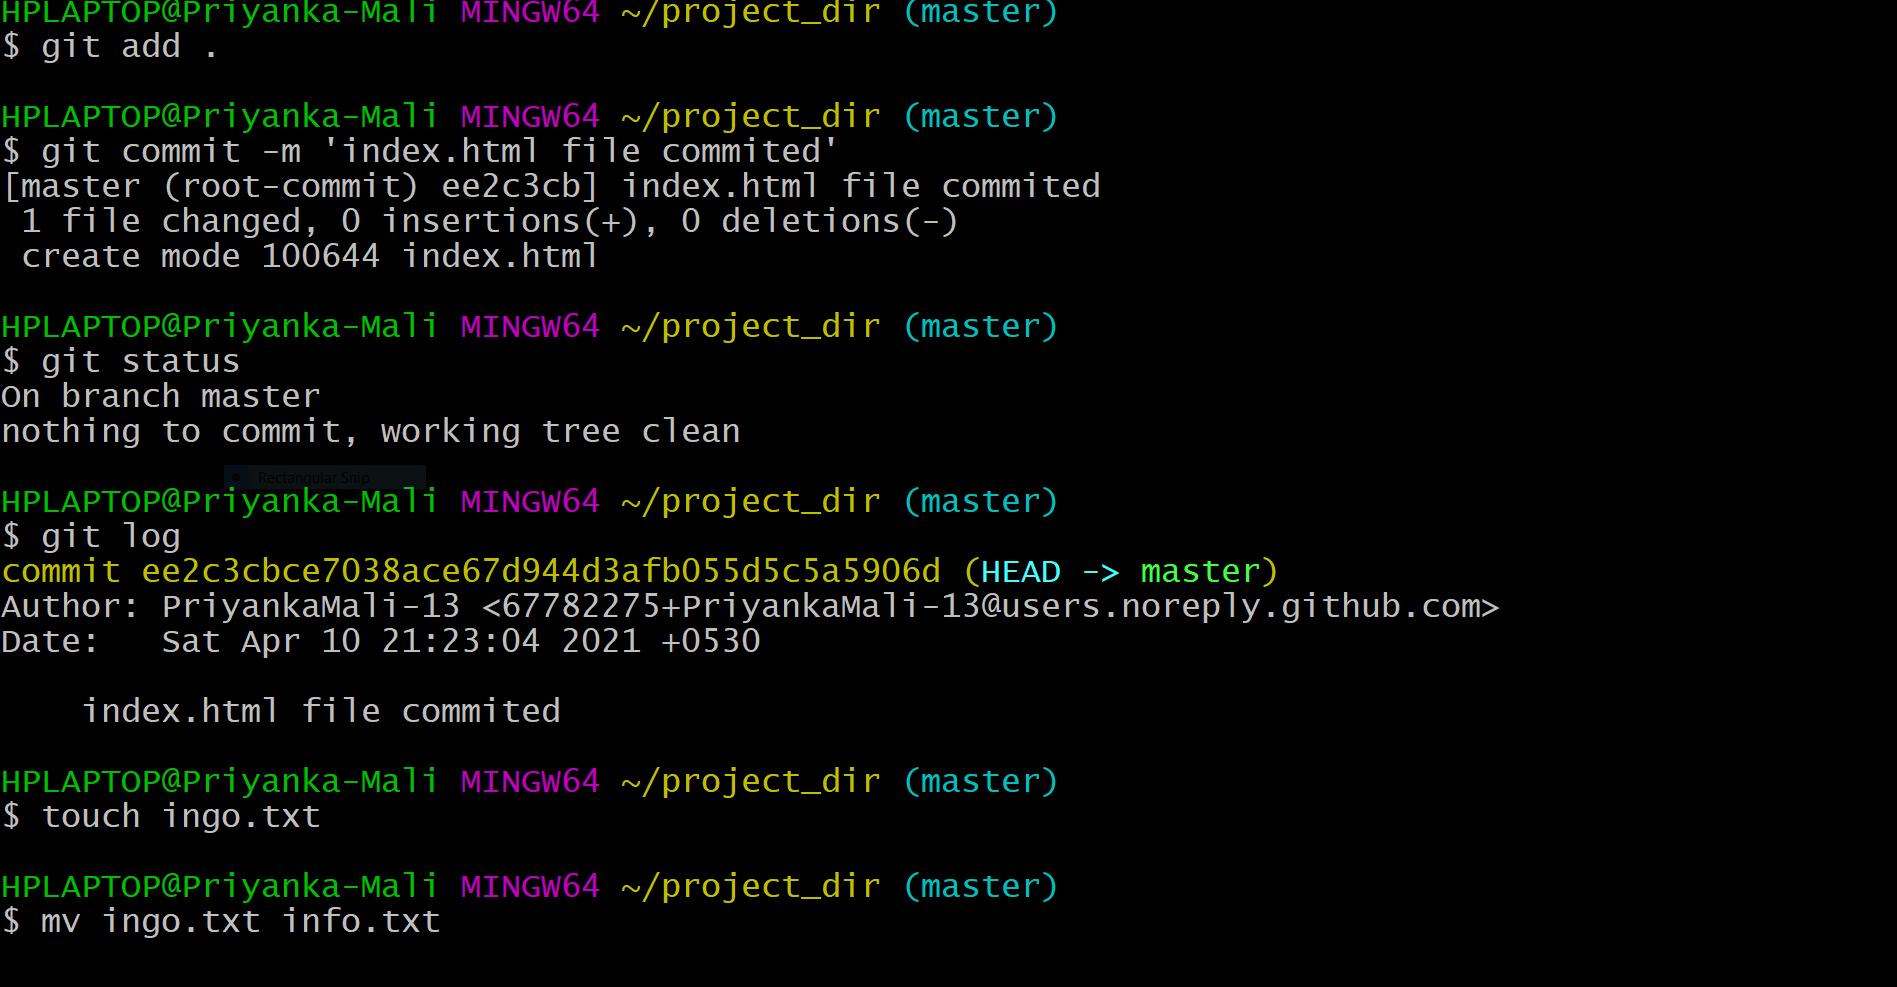 HPLAPTOP@Priyanka-Mali MINGW64 ~/project_dir (master)
$ git add .
HPLAPTOP@Priyanka-Mali MINGW64 ~/project_dir (master)
$ git commit -m 'index.html file commited'
[master (root-commit) ee2c3cb] index.html file commited
 1 file changed, 0 insertions(+), 0 deletions(-)
 create mode 100644 index.html
HPLAPTOP@Priyanka-Mali MINGW64 ~/project_dir (master)
$ git status
On branch master
nothing to commit, working tree clean
Rectangular Snip
HPLAPTOP@Priyanka-Mali MINGW64 ~/project_dir (master)
$ git log
commit ee2c3cbce7038ace67d944d3afb055d5c5a5906d (HEAD -> master)
Author: PriyankaMali-13 <67782275+PriyankaMali-13@users.noreply.github.com>
Date:   Sat Apr 10 21:23:04 2021 +0530
    index.html file commited
HPLAPTOP@Priyanka-Mali MINGW64 ~/project_dir (master)
$ touch ingo.txt
HPLAPTOP@Priyanka-Mali MINGW64 ~/project_dir (master)
$ mv ingo.txt info.txt